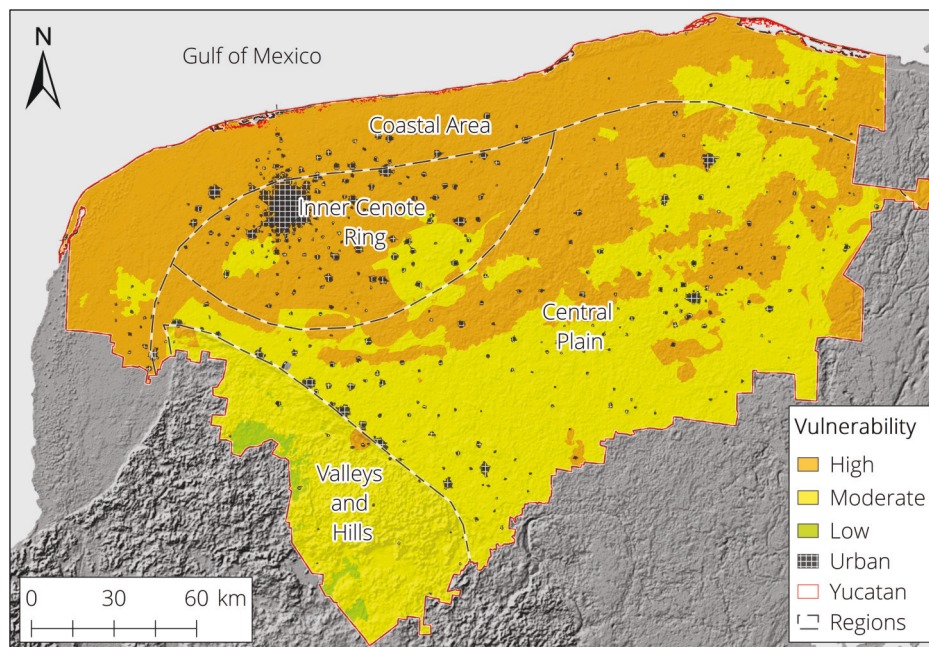 N
Gulf of Mexico
Coastal Area
Inner Cenote
Ring
Central
Plain
Valleys
and
Hills
Vulnerability
High
Moderate
Low
Urban
Yucatan
Regions
0 30 60 km